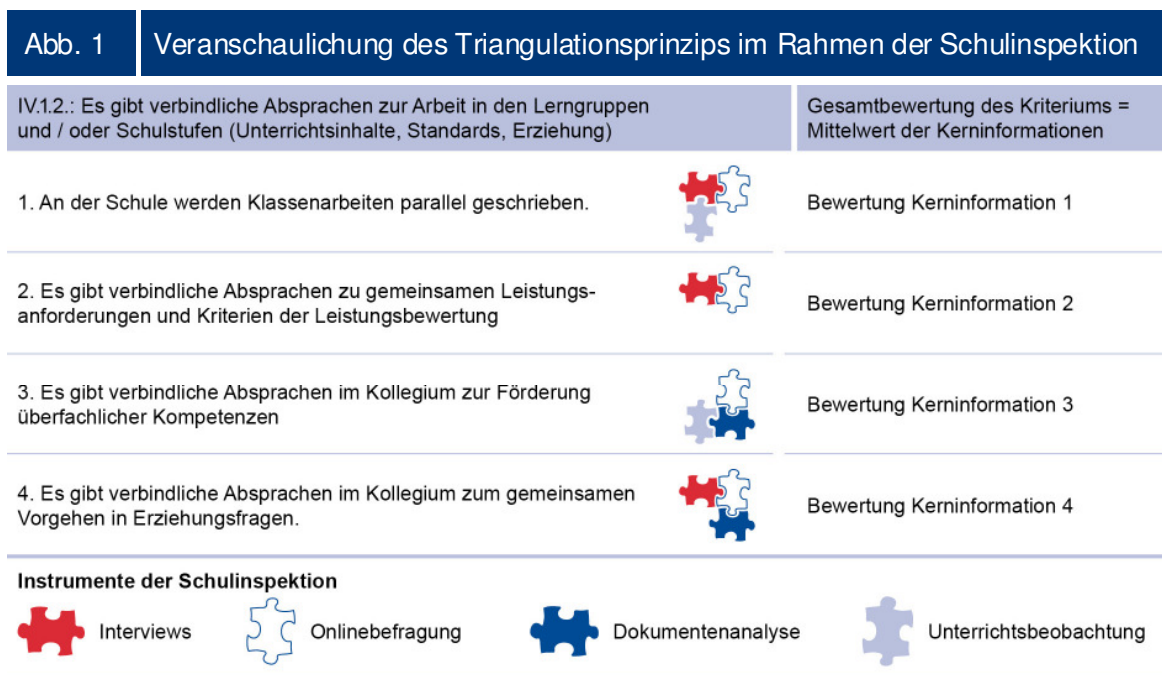 Abb. 1
Veranschaulichung des Triangulationsprinzips im Rahmen der Schulinspektion
IV.1.2.: Es gibt verbindliche Absprachen zur Arbeit in den Lerngruppen
und / oder Schulstufen (Unterrichtsinhalte, Standards, Erziehung)
Gesamtbewertung des Kriteriums =
Mittelwert der Kerninformationen
1. An der Schule werden Klassenarbeiten parallel geschrieben.
Bewertung Kerninformation 1
2. Es gibt verbindliche Absprachen zu gemeinsamen Leistungs-
anforderungen und Kriterien der Leistungsbewertung
Bewertung Kerninformation 2
3. Es gibt verbindliche Absprachen im Kollegium zur Förderung
überfachlicher Kompetenzen
Bewertung Kerninformation 3
4. Es gibt verbindliche Absprachen im Kollegium zum gemeinsamen
Vorgehen in Erziehungsfragen.
Bewertung Kerninformation 4
Instrumente der Schulinspektion
Interviews
Onlinebefragung
Dokumentenanalyse
Unterrichtsbeobachtung